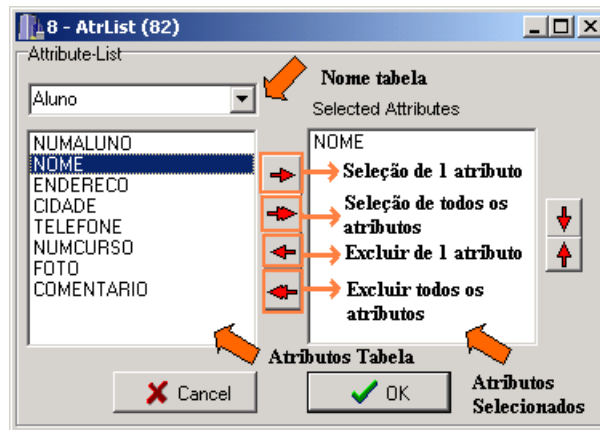 8 - AtrList (82)
Attribute-List
Nome tabela
Aluno
Selected Attributes
NUMALUNO
NOME
ENDERECO
CIDADE
TELEFONE
NUMCURSO
FOTO
COMENTARIO
NOME
Seleção de 1 atributo
Seleção de todos os
atributos
Excluir de 1 atributo
Excluir todos os
atributos
Atributos Tabela
Cancel
OK
Atributos
Selecionados